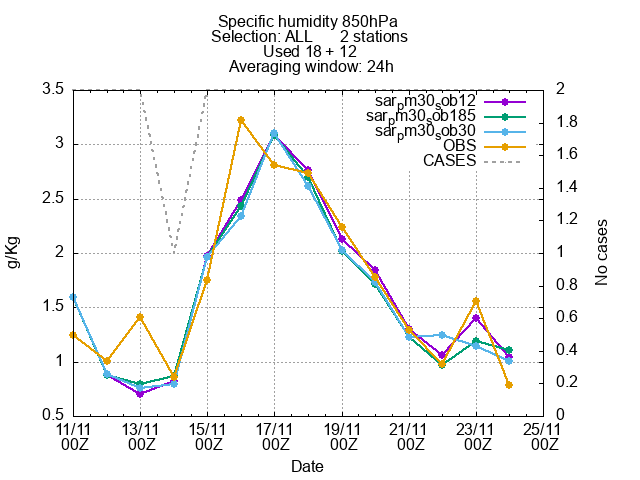 Specific humidity 850hPa
Selection: ALL 2 stations
Used 18 + 12
Averaging window: 24h
3.5
3
2.5
2
1.5
1
0.5
g/Kg
sarpm30sob12
sarpm30sob185
sarpm30sob30
OBS
CASES
2
1.8
1.6
1.4
1.2
1
0.8
0.6
0.4
0.2
0
No cases
11/11 13/11 15/11 17/11 19/11 21/11 23/11 25/11
00Z 00Z 00Z 00Z 00Z 00Z 00Z 00Z
Date